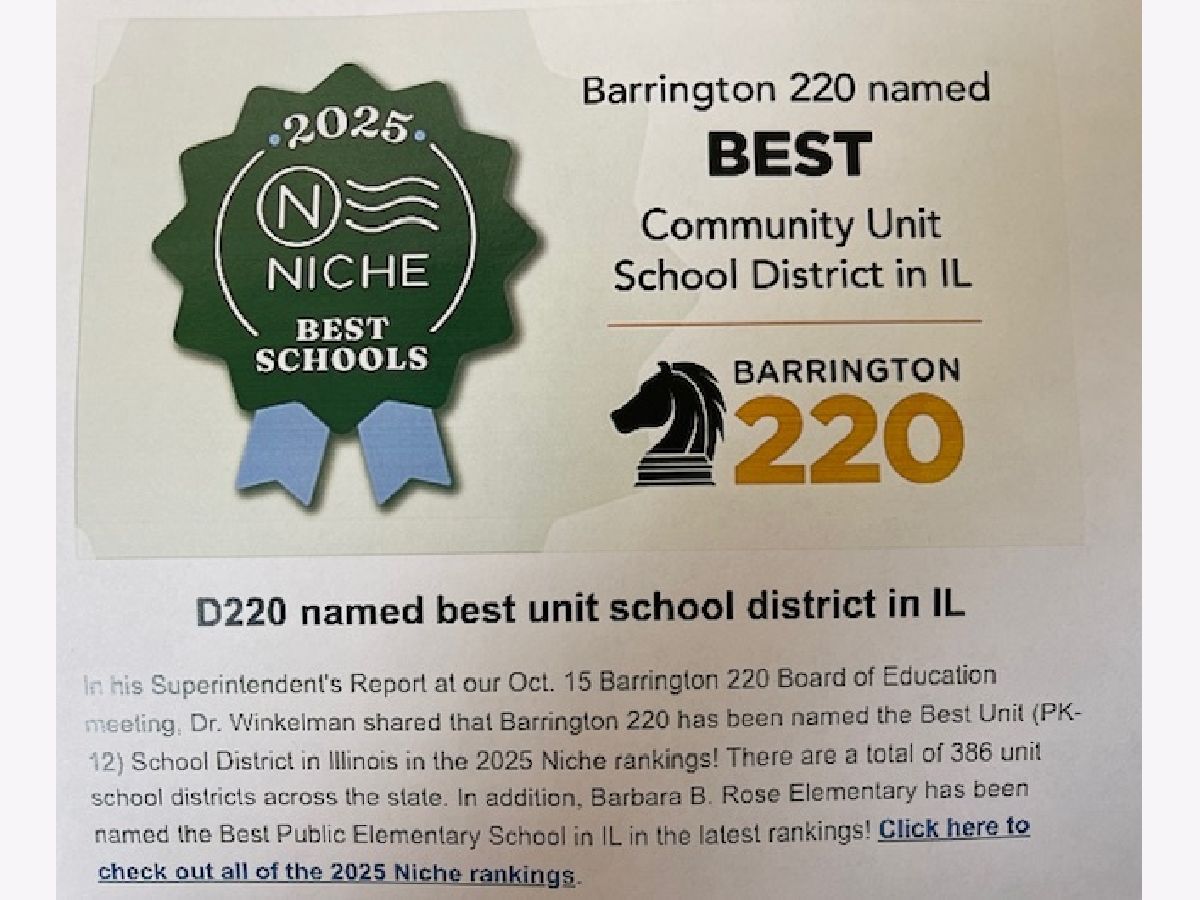 2025
N
NICHE
BEST
SCHOOLS
Barrington 220 named
BEST
Community Unit
School District in IL
BARRINGTON
220
D220 named best unit school district in IL
In his Superintendent's Report at our Oct. 15 Barrington 220 Board of Education
meeting, Dr. Winkelman shared that Barrington 220 has been named the Best Unit (PK-
12) School District in Illinois in the 2025 Niche rankings! There are a total of 386 unit
school districts across the state. In addition, Barbara B. Rose Elementary has been
named the Best Public Elementary School in IL in the latest rankings! Click here to
check out all of the 2025 Niche rankings.